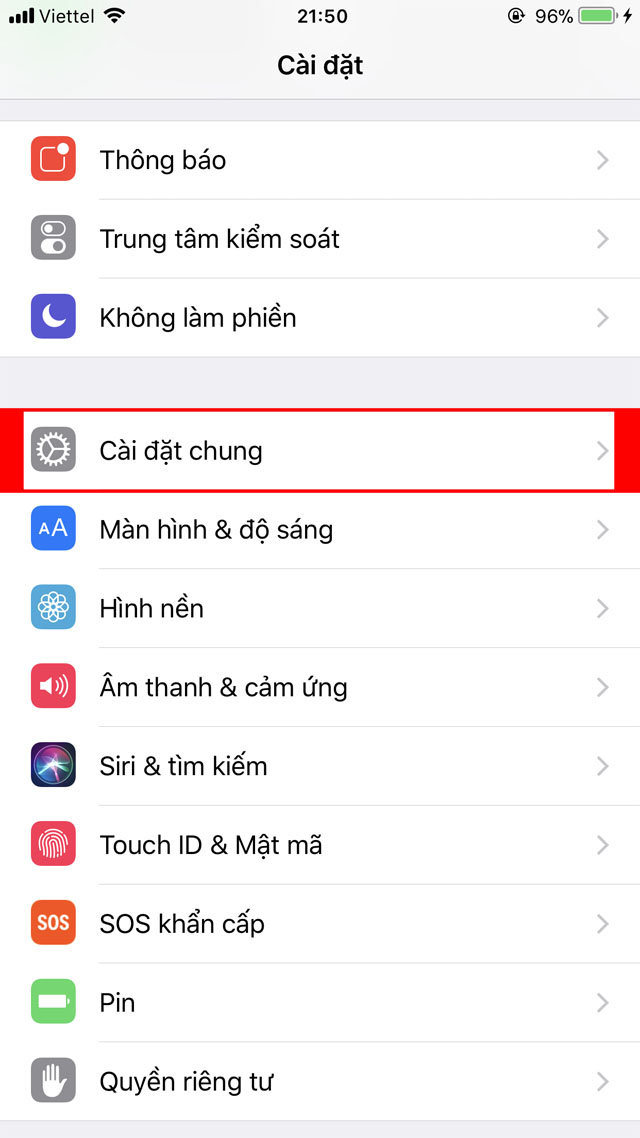 Viettel 21:50 96%
Cài đặt
Thông báo
Trung tâm kiểm soát
Không làm phiền
Cài đặt chung
AA Màn hình & độ sáng
Hình nền
Âm thanh & cảm ứng
Siri & tìm kiếm
Touch ID & Mật mã
SOS SOS khẩn cấp
Pin
Quyền riêng tư